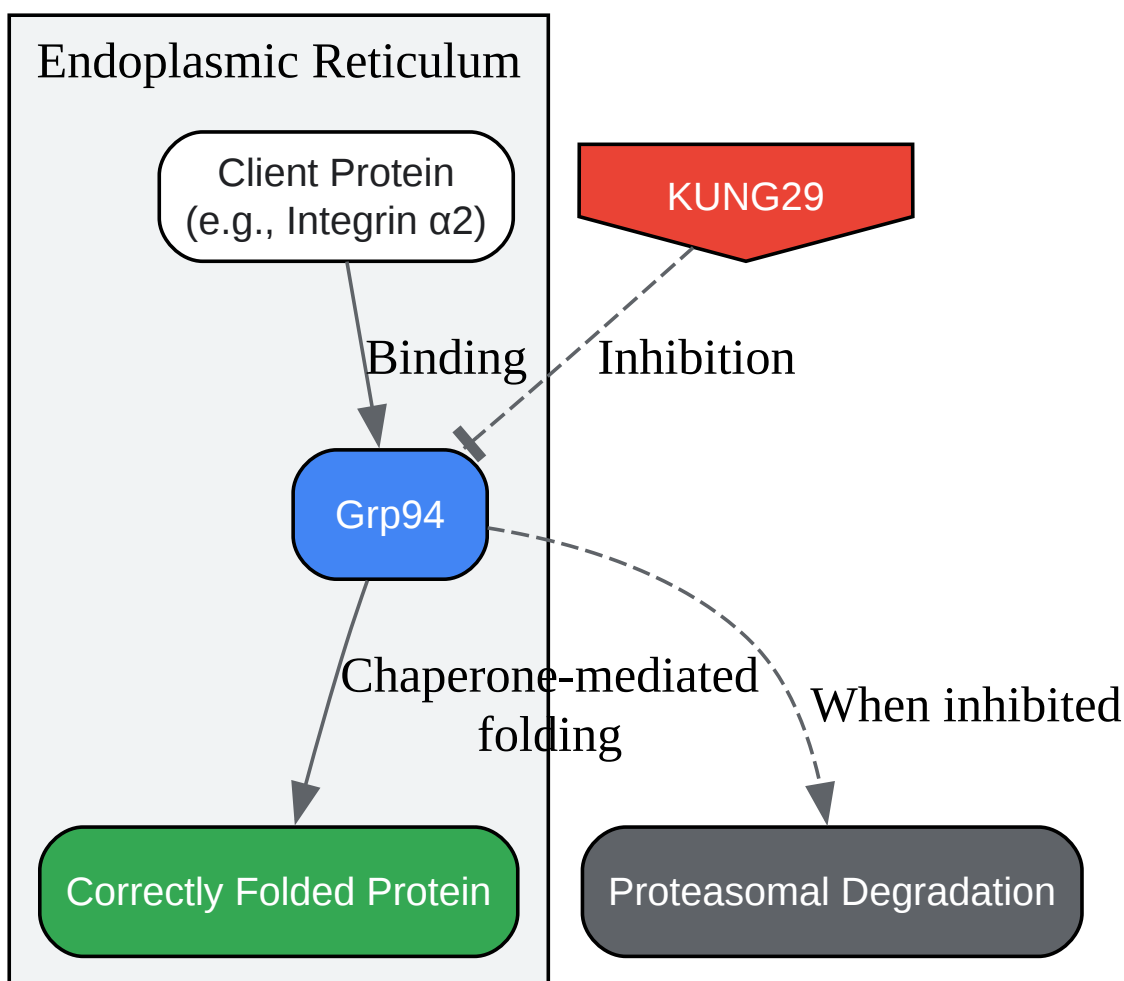 Endoplasmic Reticulum
Client Protein
(e.g., Integrin α2)
KUNG29
Binding
Inhibition
Grp94
Chaperone-mediated
folding
When inhibited
Correctly Folded Protein
Proteasomal Degradation